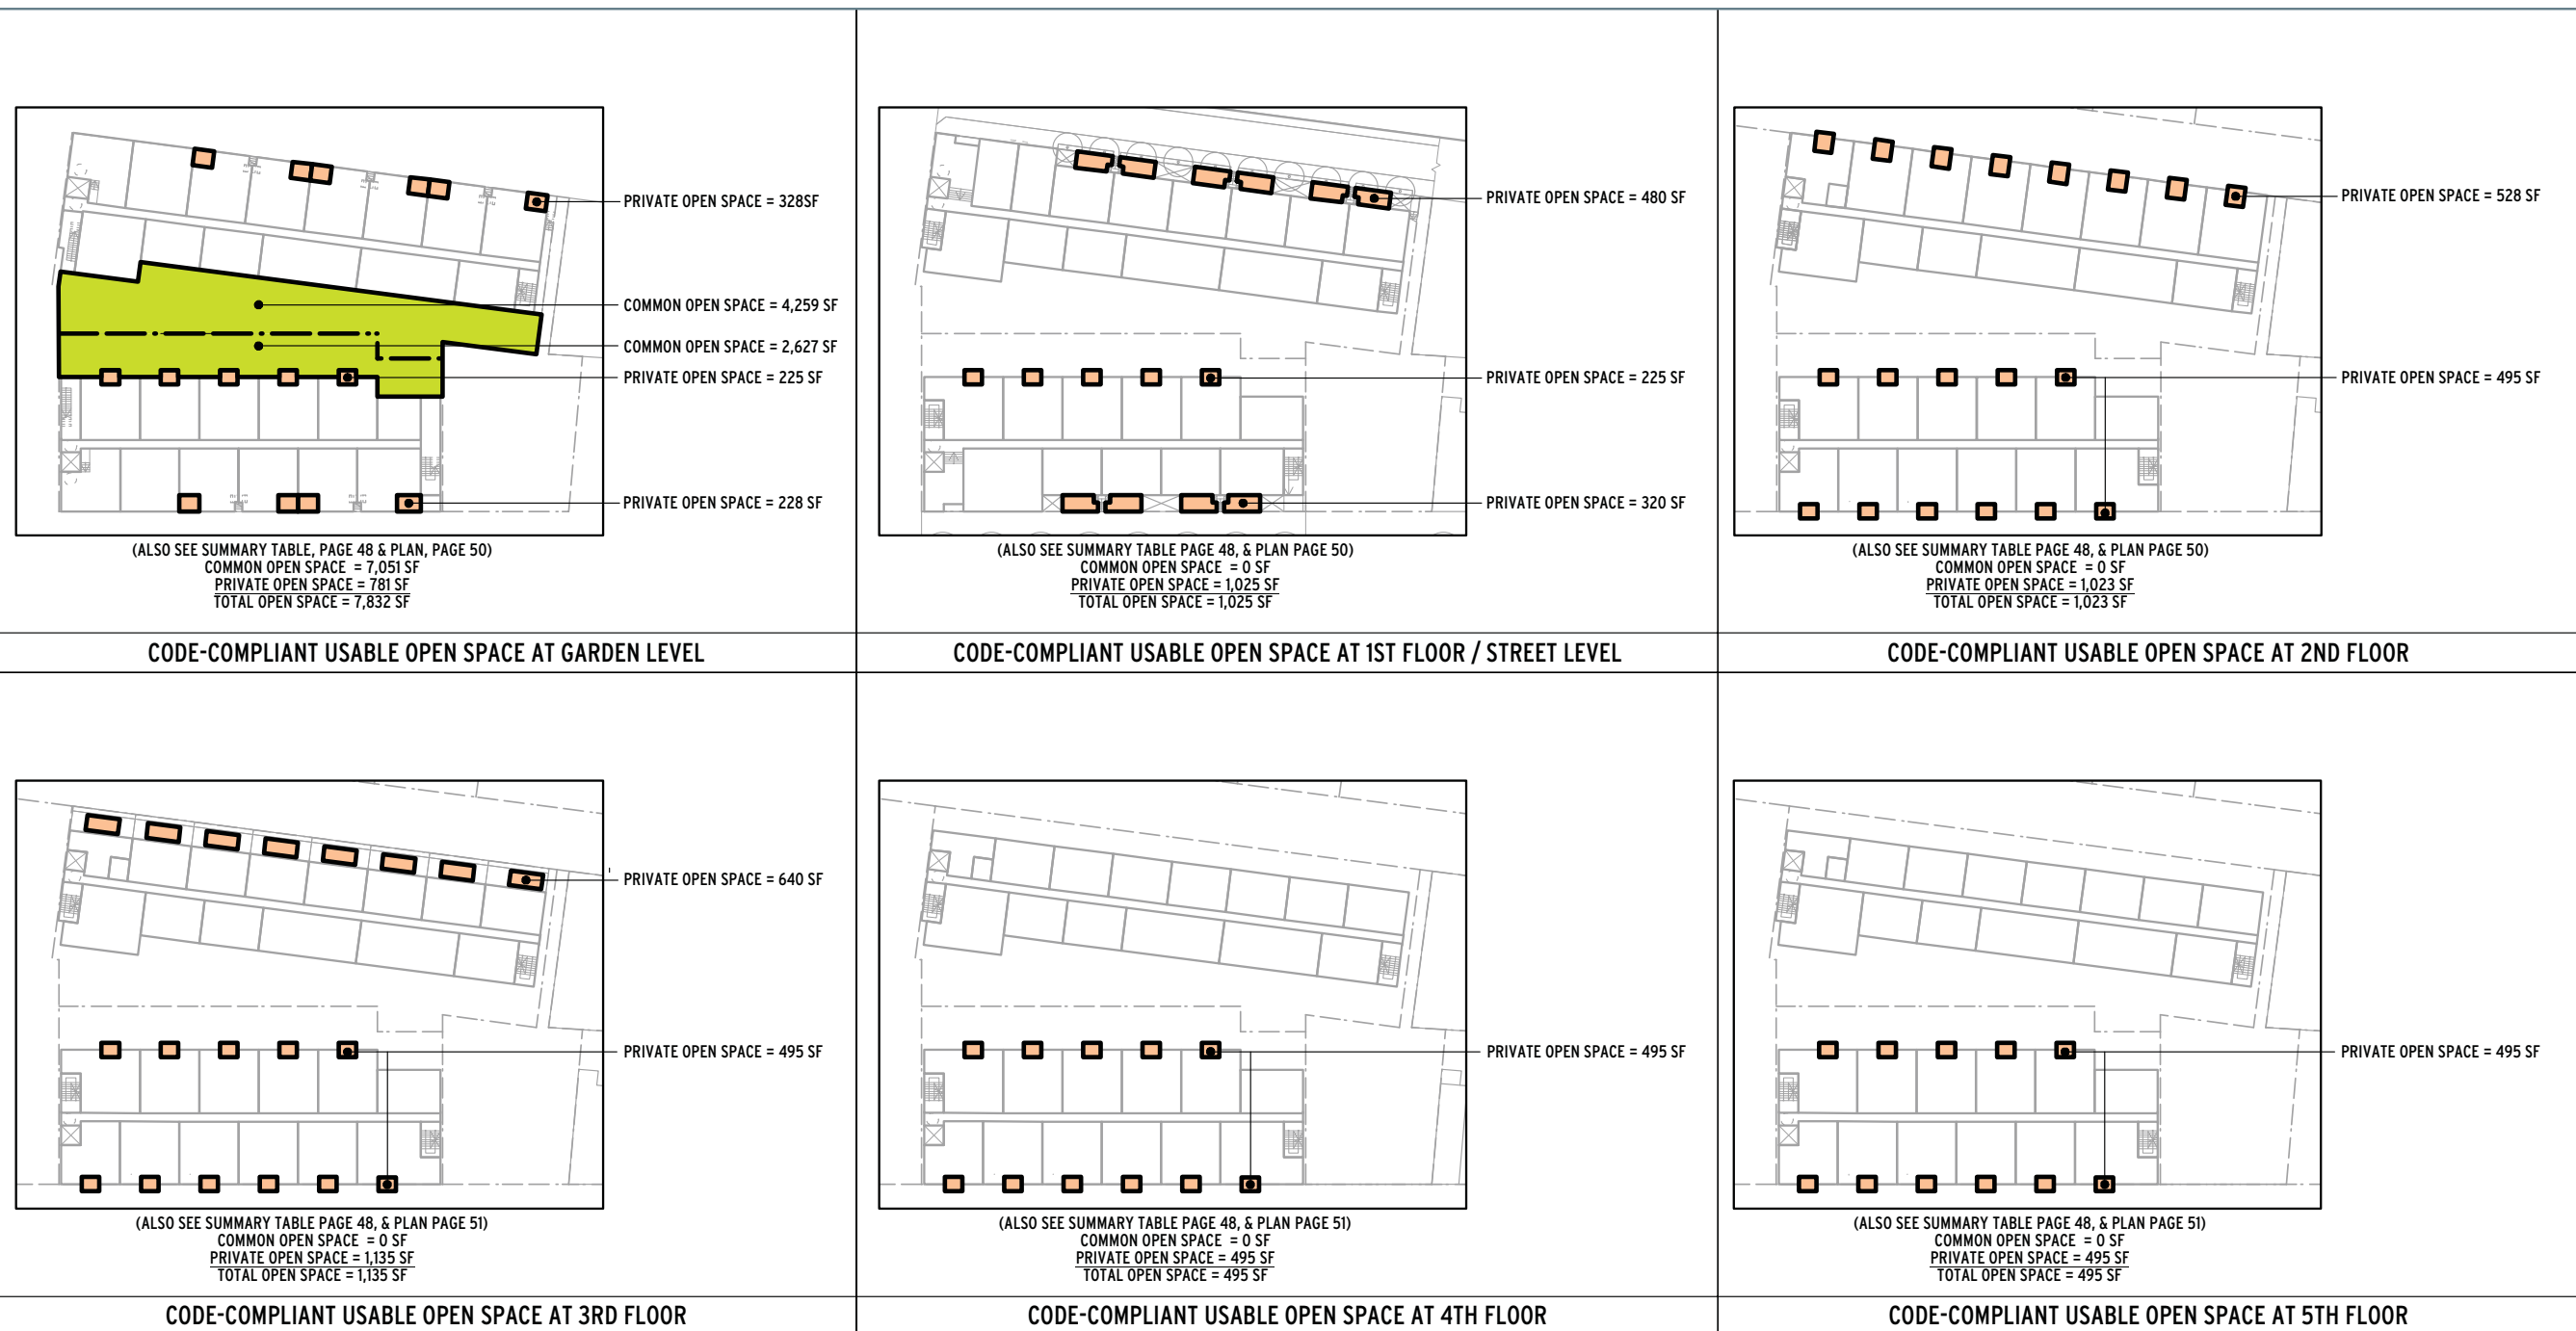 PRIVATE OPEN SPACE = 328SF
COMMON OPEN SPACE = 4,259 SF
COMMON OPEN SPACE = 2,627 SF
PRIVATE OPEN SPACE = 225 SF
PRIVATE OPEN SPACE = 228 SF
(ALSO SEE SUMMARY TABLE, PAGE 48 & PLAN, PAGE 50)
COMMON OPEN SPACE = 7,051 SF
PRIVATE OPEN SPACE = 781 SF
TOTAL OPEN SPACE = 7,832 SF
CODE-COMPLIANT USABLE OPEN SPACE AT GARDEN LEVEL
PRIVATE OPEN SPACE = 480 SF
PRIVATE OPEN SPACE = 225 SF
PRIVATE OPEN SPACE = 320 SF
(ALSO SEE SUMMARY TABLE PAGE 48, & PLAN PAGE 50)
COMMON OPEN SPACE = 0 SF
PRIVATE OPEN SPACE = 1,025 SF
TOTAL OPEN SPACE = 1,025 SF
CODE-COMPLIANT USABLE OPEN SPACE AT 1ST FLOOR / STREET LEVEL
PRIVATE OPEN SPACE = 528 SF
PRIVATE OPEN SPACE = 495 SF
(ALSO SEE SUMMARY TABLE PAGE 48, & PLAN PAGE 50)
COMMON OPEN SPACE = 0 SF
PRIVATE OPEN SPACE = 1,023 SF
TOTAL OPEN SPACE = 1,023 SF
CODE-COMPLIANT USABLE OPEN SPACE AT 2ND FLOOR
PRIVATE OPEN SPACE = 640 SF
PRIVATE OPEN SPACE = 495 SF
(ALSO SEE SUMMARY TABLE PAGE 48, & PLAN PAGE 51)
COMMON OPEN SPACE = 0 SF
PRIVATE OPEN SPACE = 1,135 SF
TOTAL OPEN SPACE = 1,135 SF
CODE-COMPLIANT USABLE OPEN SPACE AT 3RD FLOOR
PRIVATE OPEN SPACE = 495 SF
(ALSO SEE SUMMARY TABLE PAGE 48, & PLAN PAGE 51)
COMMON OPEN SPACE = 0 SF
PRIVATE OPEN SPACE = 495 SF
TOTAL OPEN SPACE = 495 SF
CODE-COMPLIANT USABLE OPEN SPACE AT 4TH FLOOR
PRIVATE OPEN SPACE = 495 SF
(ALSO SEE SUMMARY TABLE PAGE 48, & PLAN PAGE 51)
COMMON OPEN SPACE = 0 SF
PRIVATE OPEN SPACE = 495 SF
TOTAL OPEN SPACE = 495 SF
CODE-COMPLIANT USABLE OPEN SPACE AT 5TH FLOOR